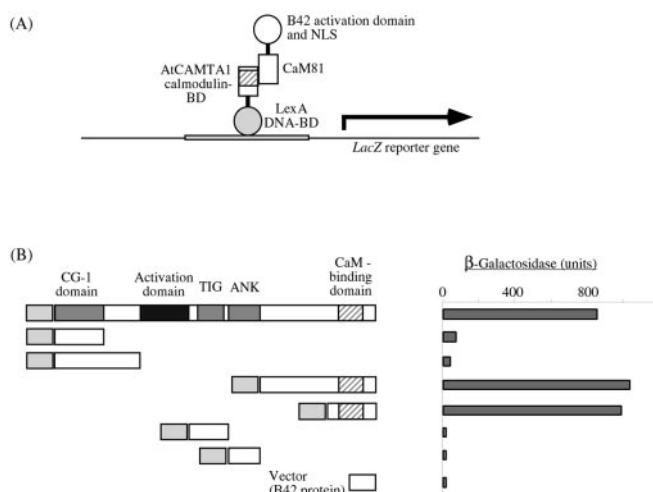 (A)
B42 activation domain
and NLS
AtCAMTA1
calmodulin-
BD
CaM81
LexA
DNA-BD
LacZ reporter gene
(B)
CG-1
domain
Activation
domain
TIG
ANK
CaM -
binding
domain
β-Galactosidase (units)
0 400 800
Vector
(B42 protein)